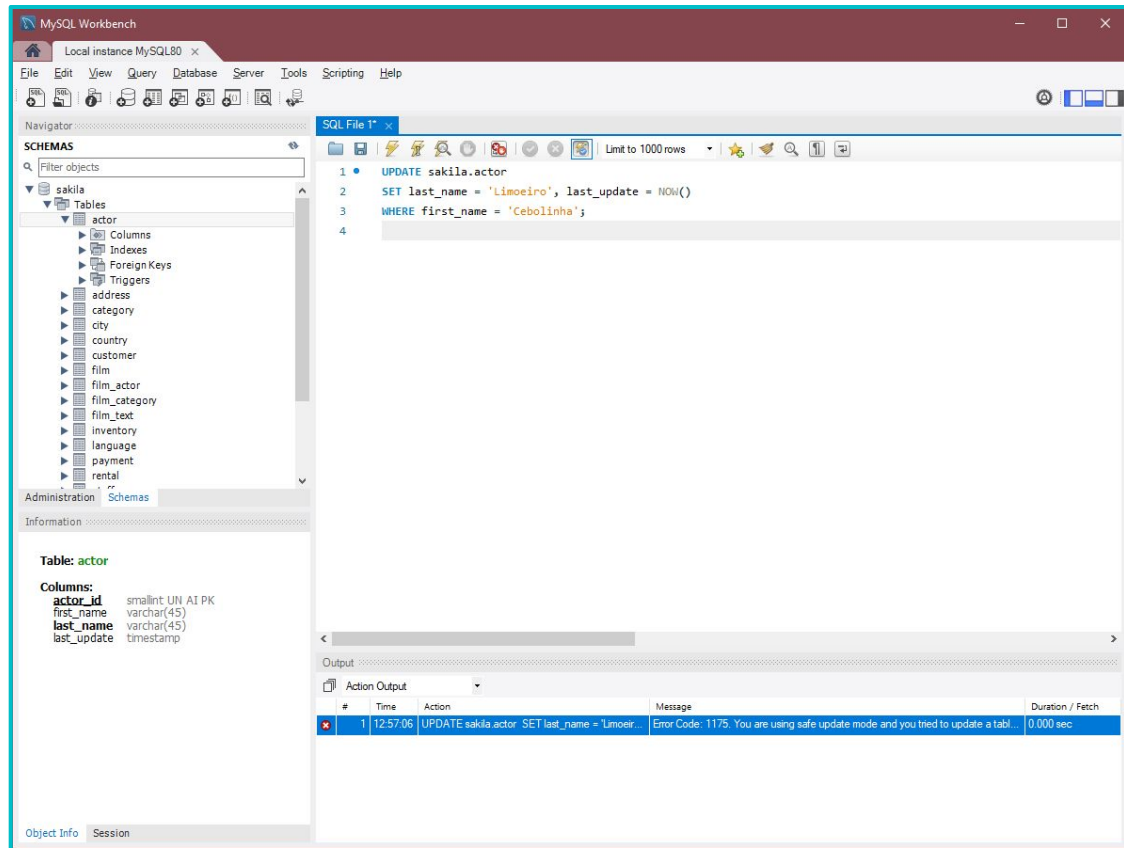 MySQL Workbench
Local instance MySQL80
File Edit View Query Database Server Tools Scripting Help
Navigator
SCHEMAS
Filter objects
sakila
Tables
actor
Columns
Indexes
Foreign Keys
Triggers
address
category
city
country
customer
film
film_actor
film_category
film_text
inventory
language
payment
rental
Administration Schemas
Information
Table: actor
Columns:
actor_id smallint UN AI PK
first_name varchar(45)
last_name varchar(45)
last_update timestamp
Object Info Session
SQL File 1*
Limit to 1000 rows
1 UPDATE sakila.actor
2 SET last_name = 'Limoeiro', last_update = NOW()
3 WHERE first_name = 'Cebolinha';
4
Output
Action Output
# Time Action Message Duration / Fetch
1 12:57:06 UPDATE sakila.actor SET last_name = 'Limoeir... Error Code: 1175. You are using safe update mode and you tried to update a tabl... 0.000 sec